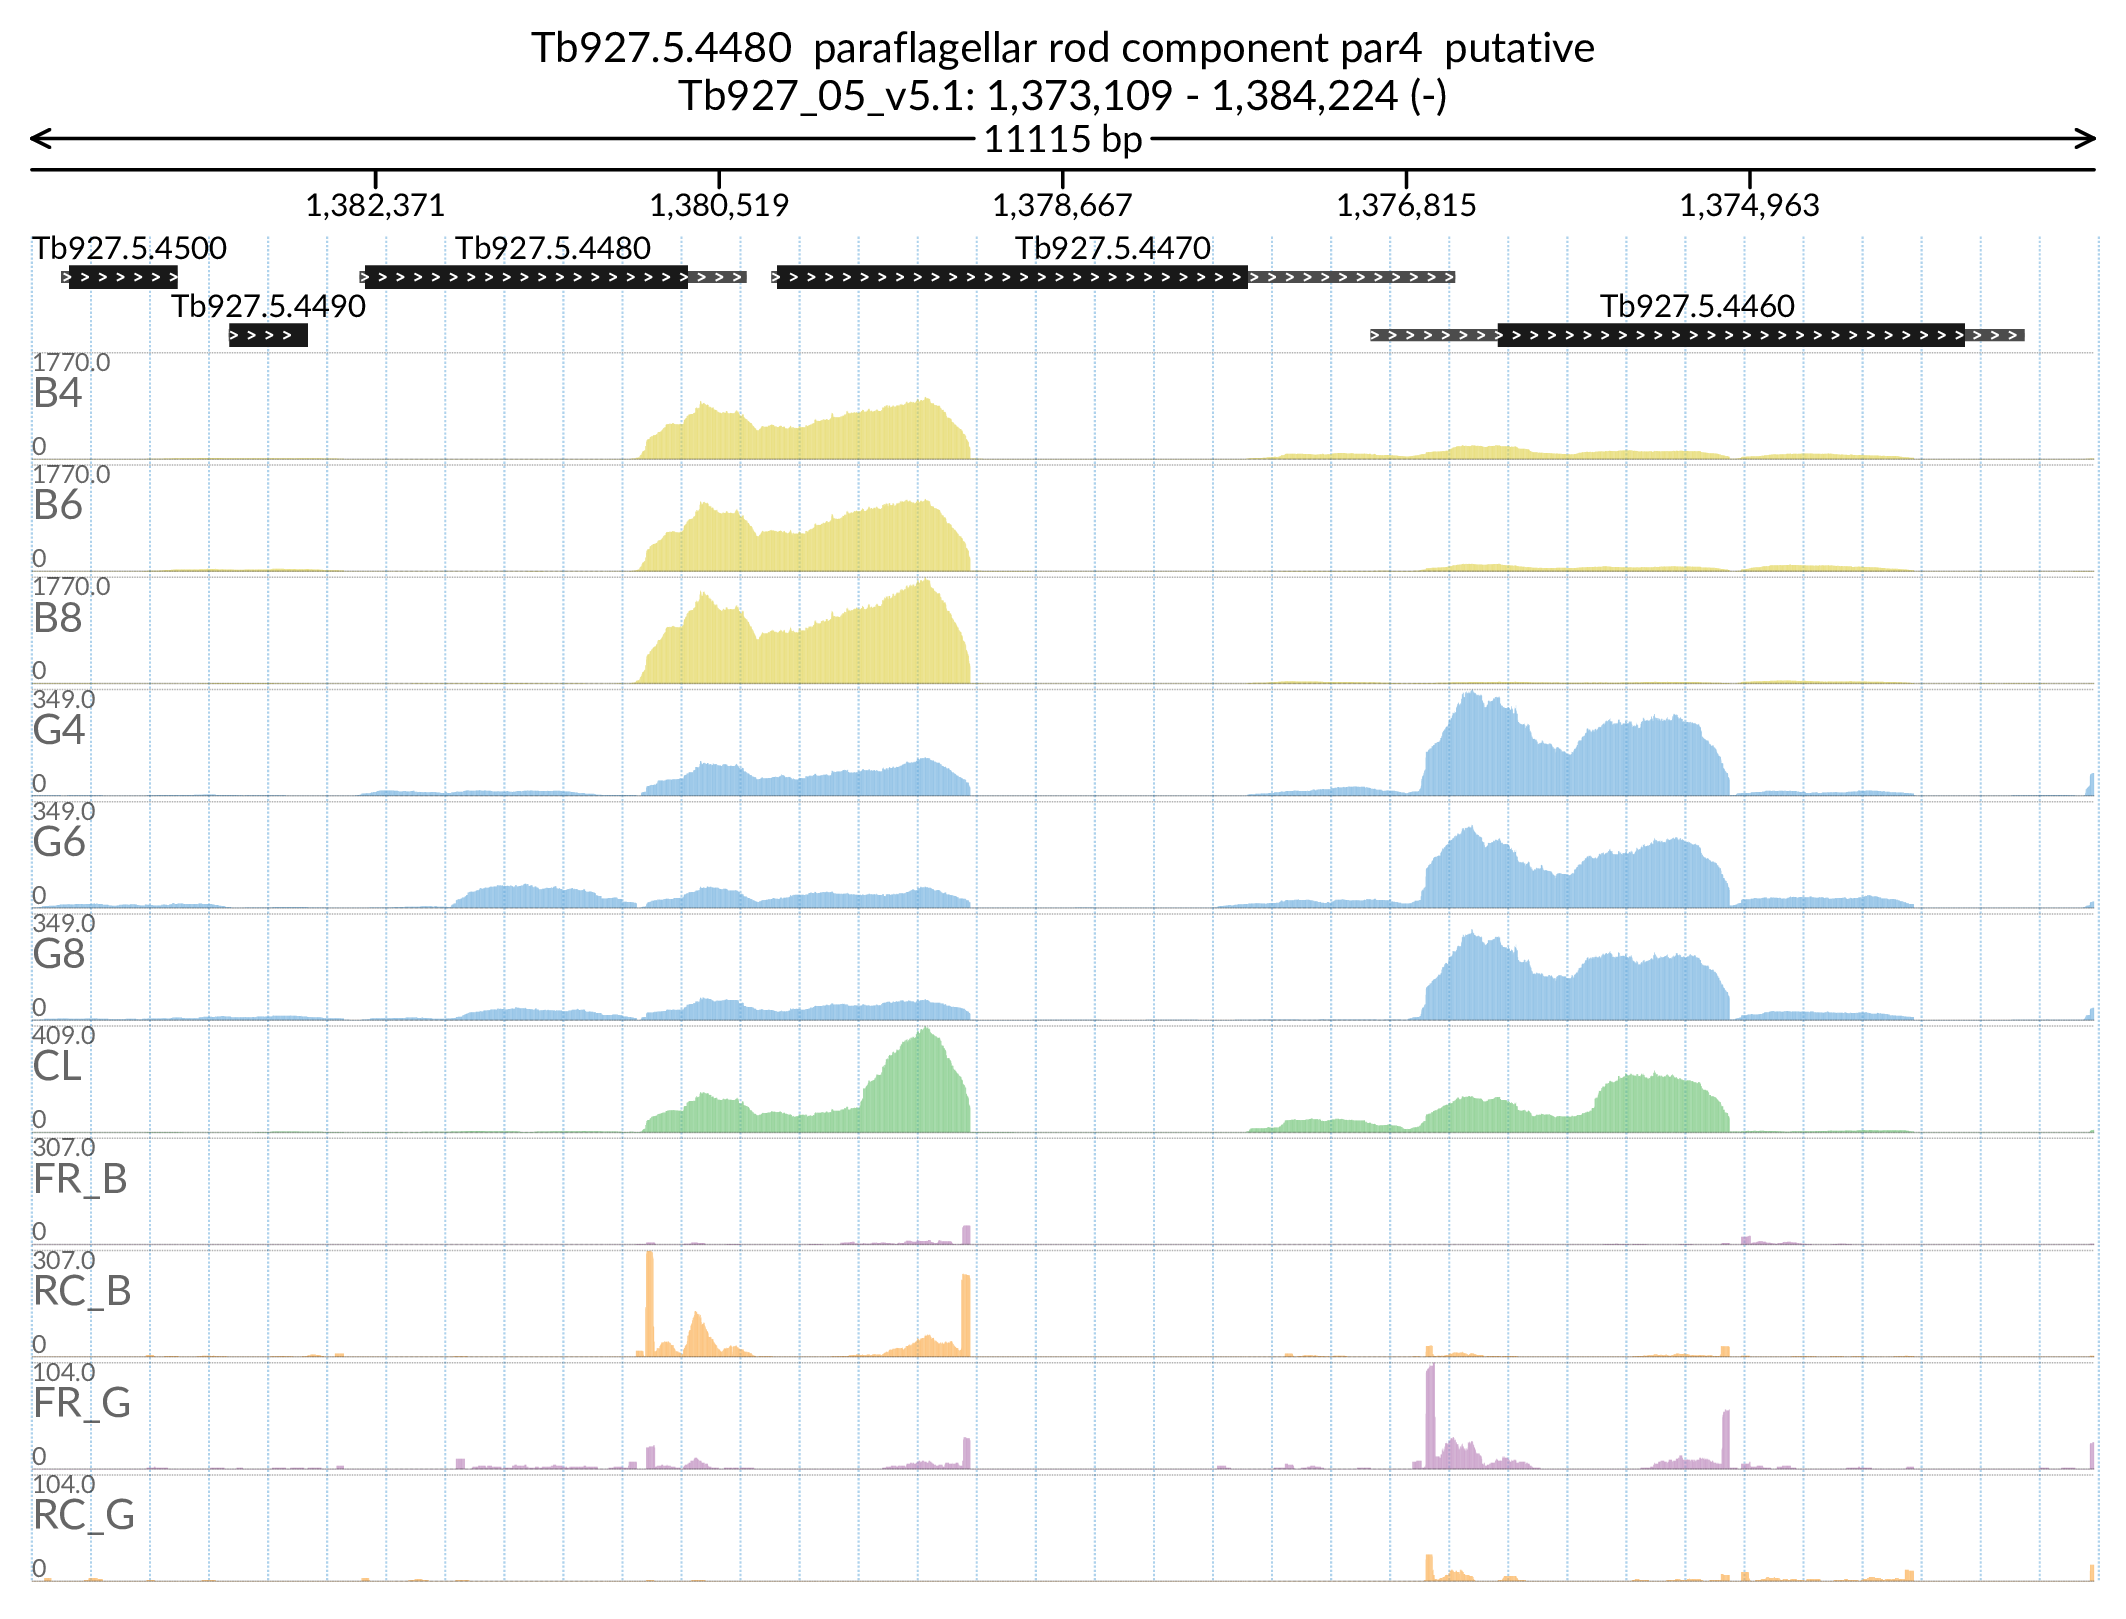 Tb927.5.4480 paraflagellar rod component par4 putative
Tb927_05_v5.1: 1,373,109 - 1,384,224 (-)
11115 bp
1,382,371 1,380,519 1,378,667 1,376,815 1,374,963
Tb927.5.4500 Tb927.5.4480 Tb927.5.4470
Tb927.5.4490 Tb927.5.4460
1770.0
B4
0
1770.0
B6
0
1770.0
B8
0
349.0
G4
0
349.0
G6
0
349.0
G8
0
409.0
CL
0
307.0
FR_B
0
307.0
RC_B
0
104.0
FR_G
0
104.0
RC_G
0